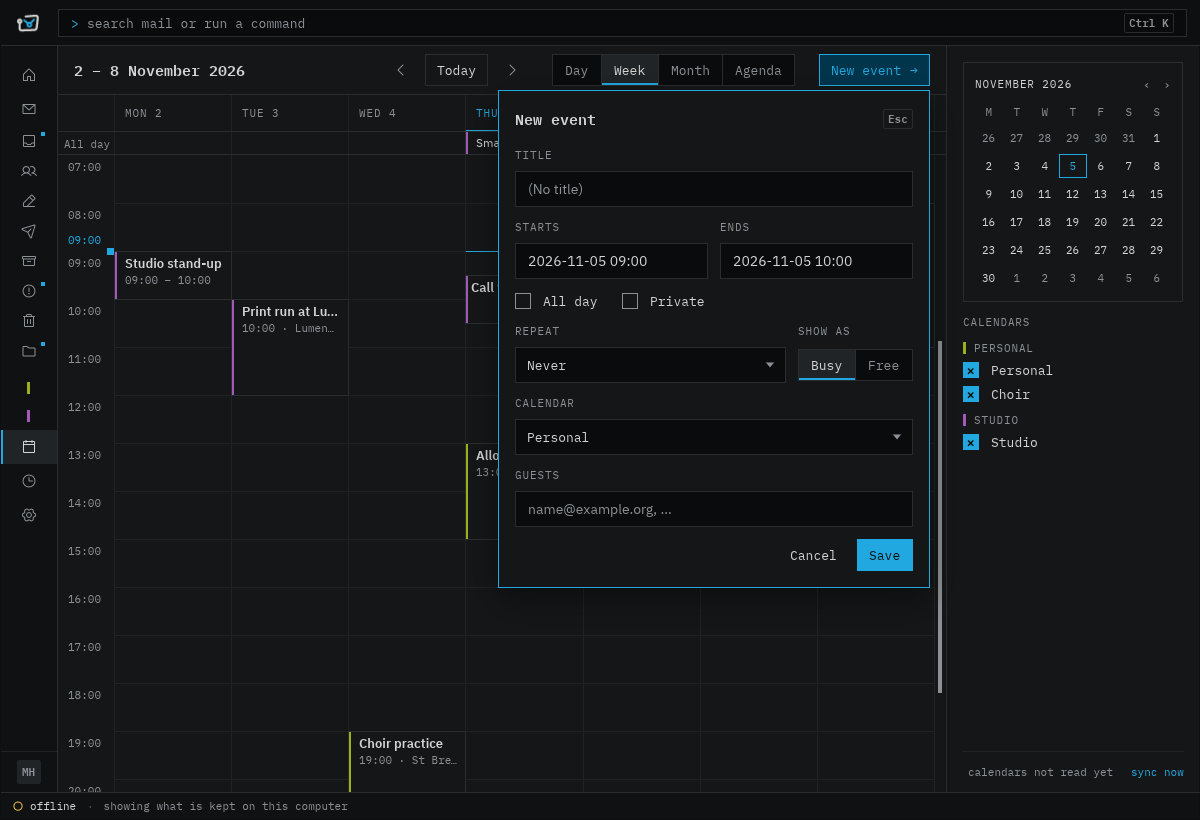 > search mail or run a command
Ctrl K
2 – 8 November 2026
Today
Day
Week
Month
Agenda
New event →
MON 2
TUE 3
WED 4
THU
All day
Sma
07:00
08:00
09:00
09:00
10:00
11:00
12:00
13:00
14:00
15:00
16:00
17:00
18:00
19:00
20:00
Studio stand-up
09:00 – 10:00
Print run at Lu…
10:00 · Lumen…
Call
Allo
13:0
Choir practice
19:00 · St Bre…
New event
Esc
TITLE
(No title)
STARTS
ENDS
2026-11-05 09:00
2026-11-05 10:00
All day
Private
REPEAT
SHOW AS
Never
Busy
Free
CALENDAR
Personal
GUESTS
name@example.org, …
Cancel
Save
NOVEMBER 2026
‹ ›
M T W T F S S
26 27 28 29 30 31 1
2 3 4 5 6 7 8
9 10 11 12 13 14 15
16 17 18 19 20 21 22
23 24 25 26 27 28 29
30 1 2 3 4 5 6
CALENDARS
PERSONAL
Personal
Choir
STUDIO
Studio
calendars not read yet
sync now
MH
offline · showing what is kept on this computer